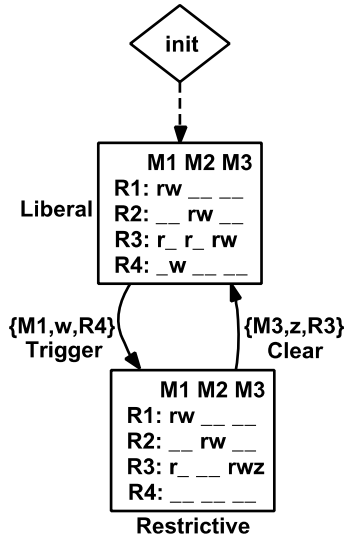 init
M1 M2 M3
R1: rw __ __
R2: __ rw __
R3: r_ r_ rw
R4: _w __ __
Liberal
{M1,w,R4}
Trigger
{M3,z,R3}
Clear
M1 M2 M3
R1: rw __ __
R2: __ rw __
R3: r_ __ rwz
R4: __ __ __
Restrictive